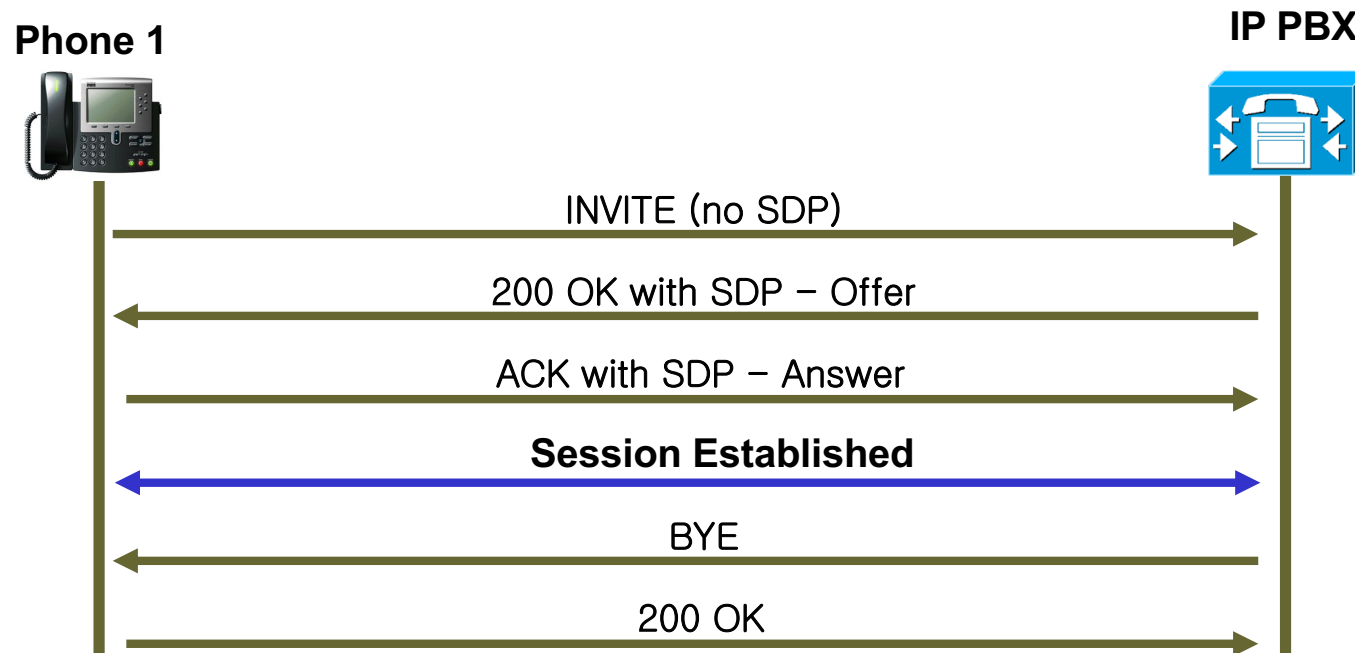 Phone 1
IP PBX
INVITE (no SDP)
200 OK with SDP – Offer
ACK with SDP – Answer
Session Established
BYE
200 OK